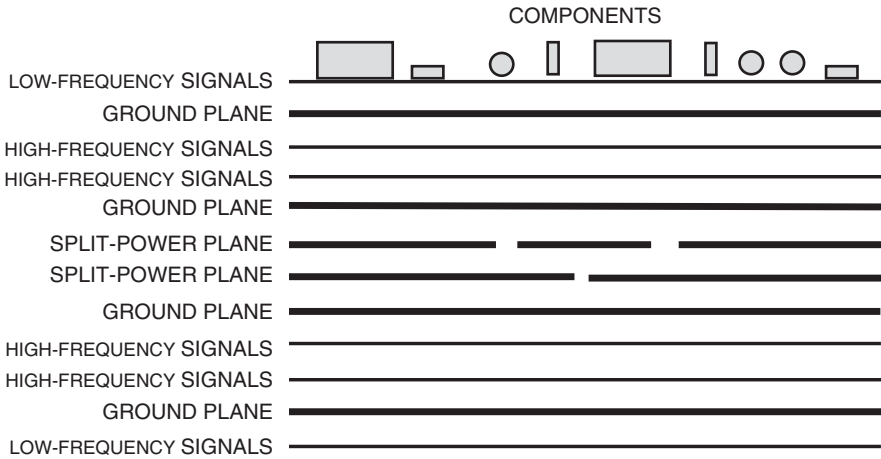 COMPONENTS
LOW-FREQUENCY SIGNALS
GROUND PLANE
HIGH-FREQUENCY SIGNALS
HIGH-FREQUENCY SIGNALS
GROUND PLANE
SPLIT-POWER PLANE
SPLIT-POWER PLANE
GROUND PLANE
HIGH-FREQUENCY SIGNALS
HIGH-FREQUENCY SIGNALS
GROUND PLANE
LOW-FREQUENCY SIGNALS